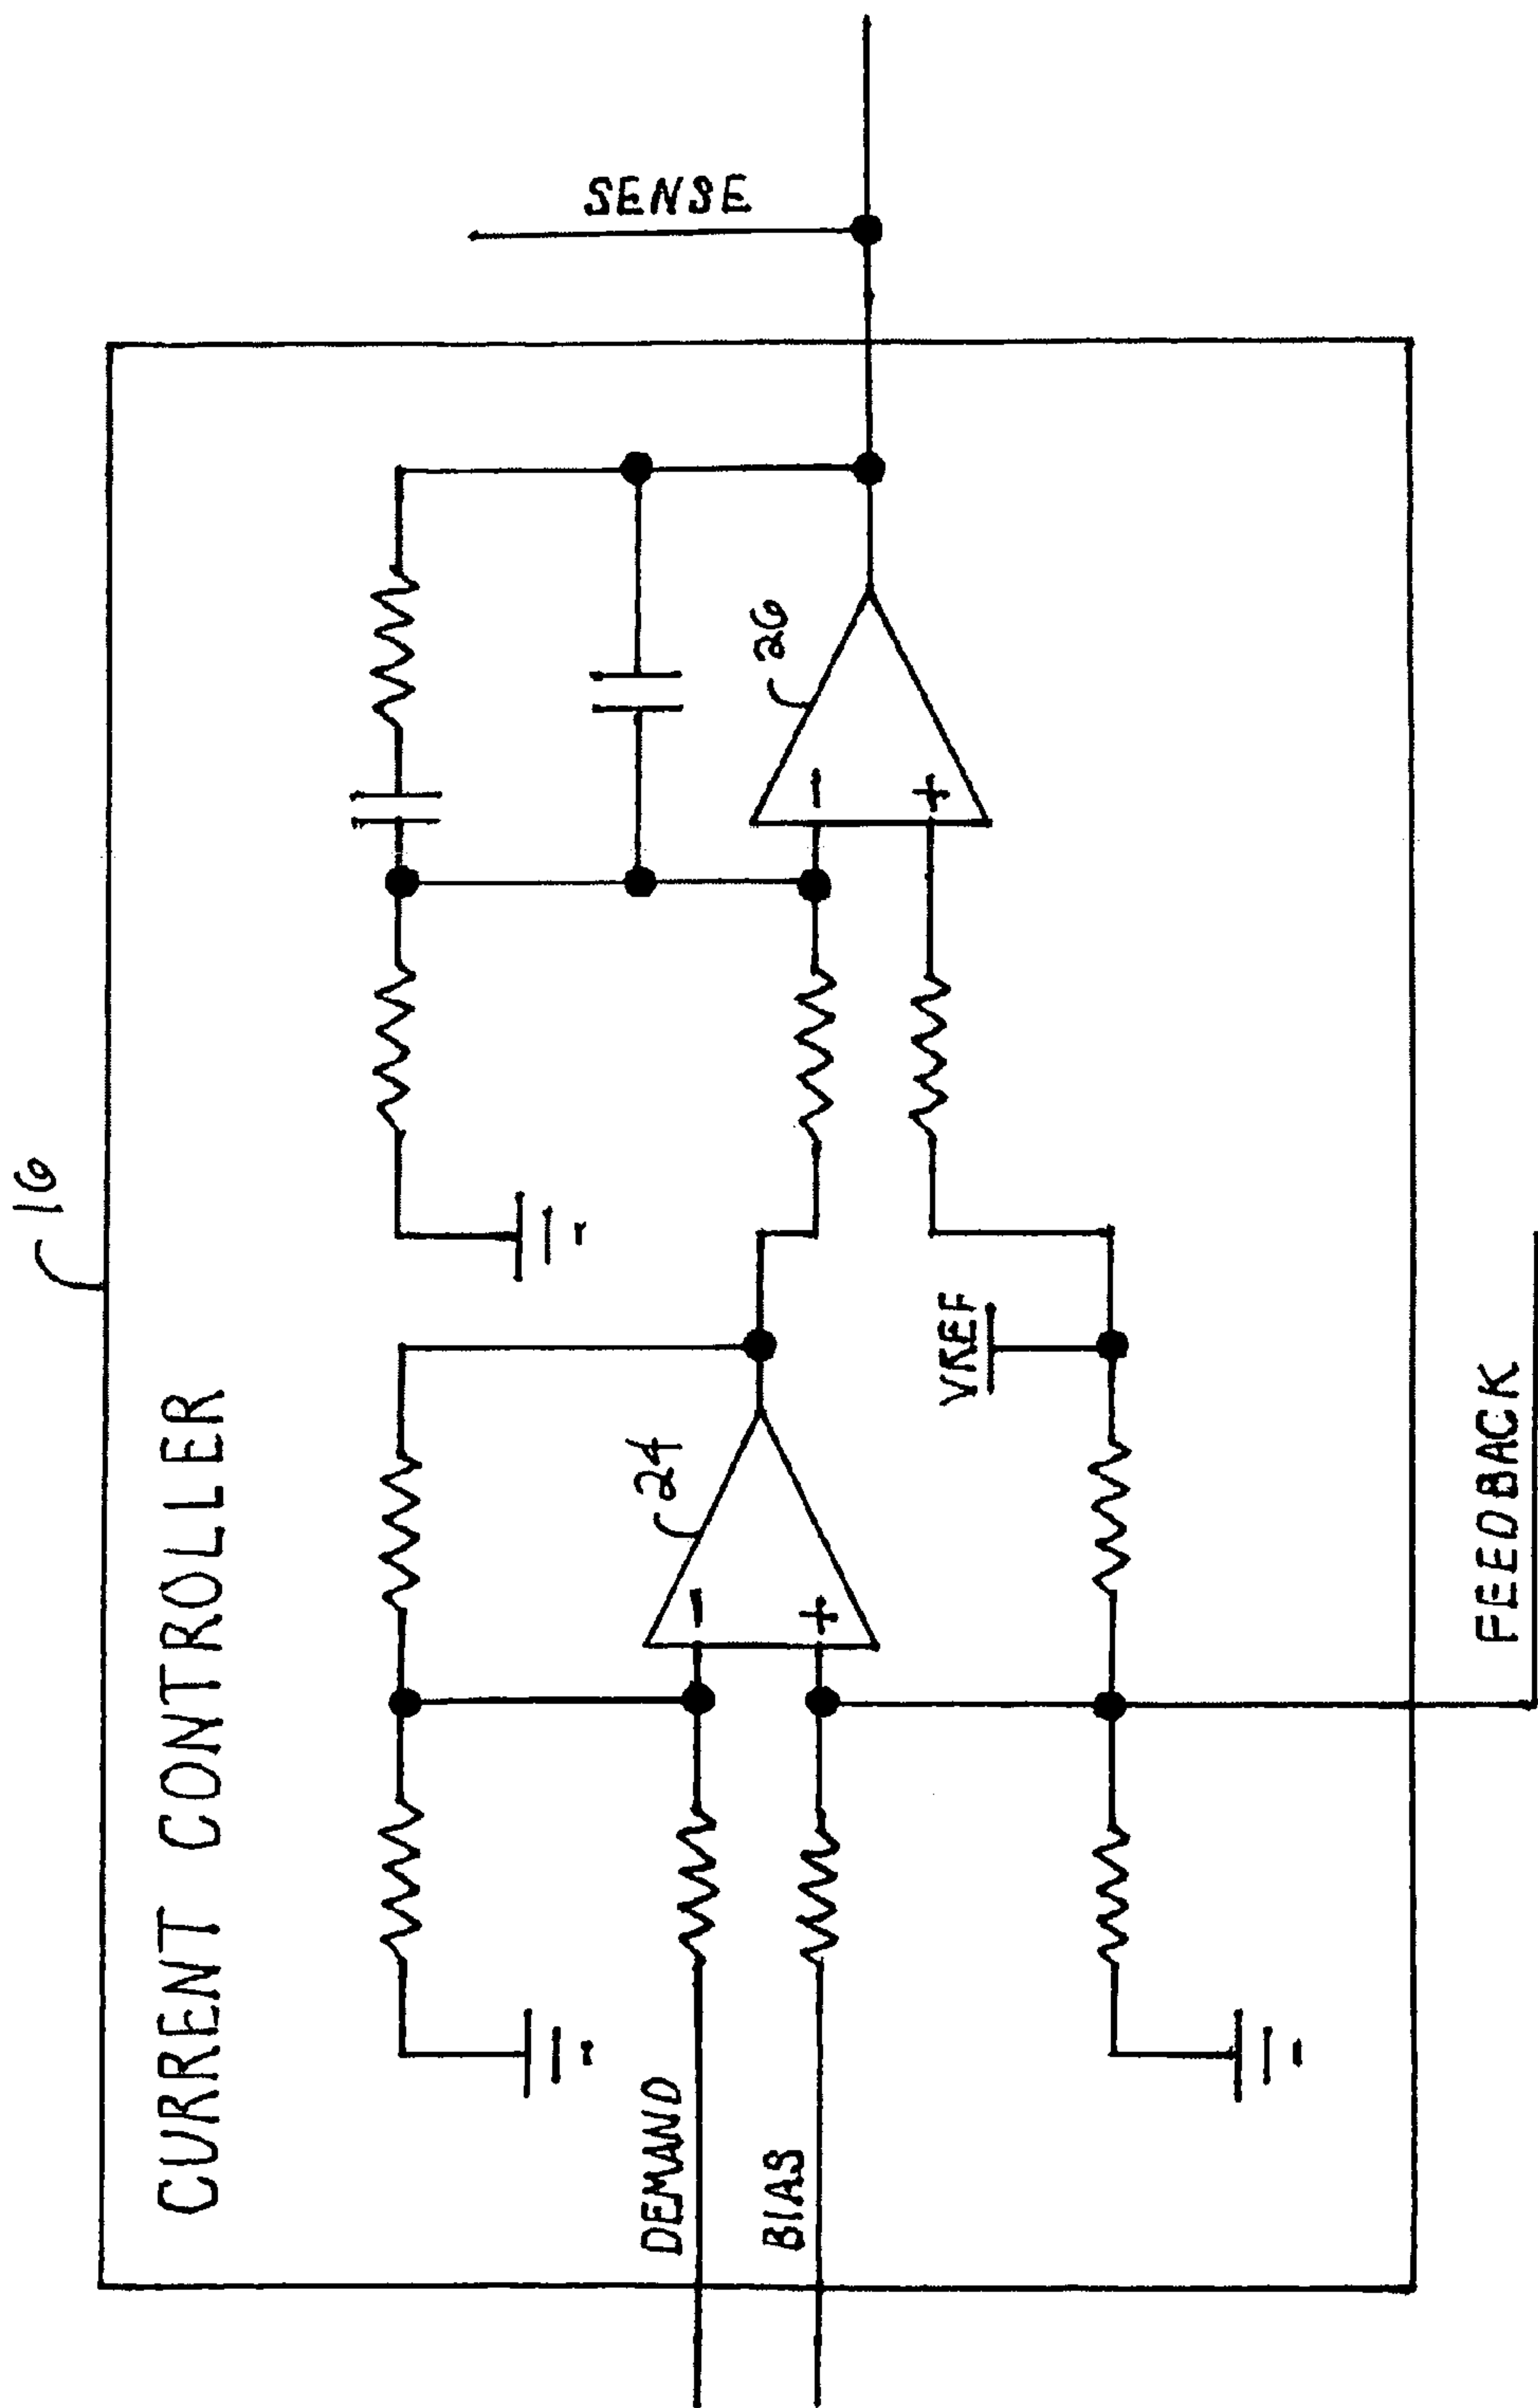 16
CURRENT CONTROLLER
SENSE
26
24
DEMAND
BIAS
VREF
FEEDBACK
- +
- +